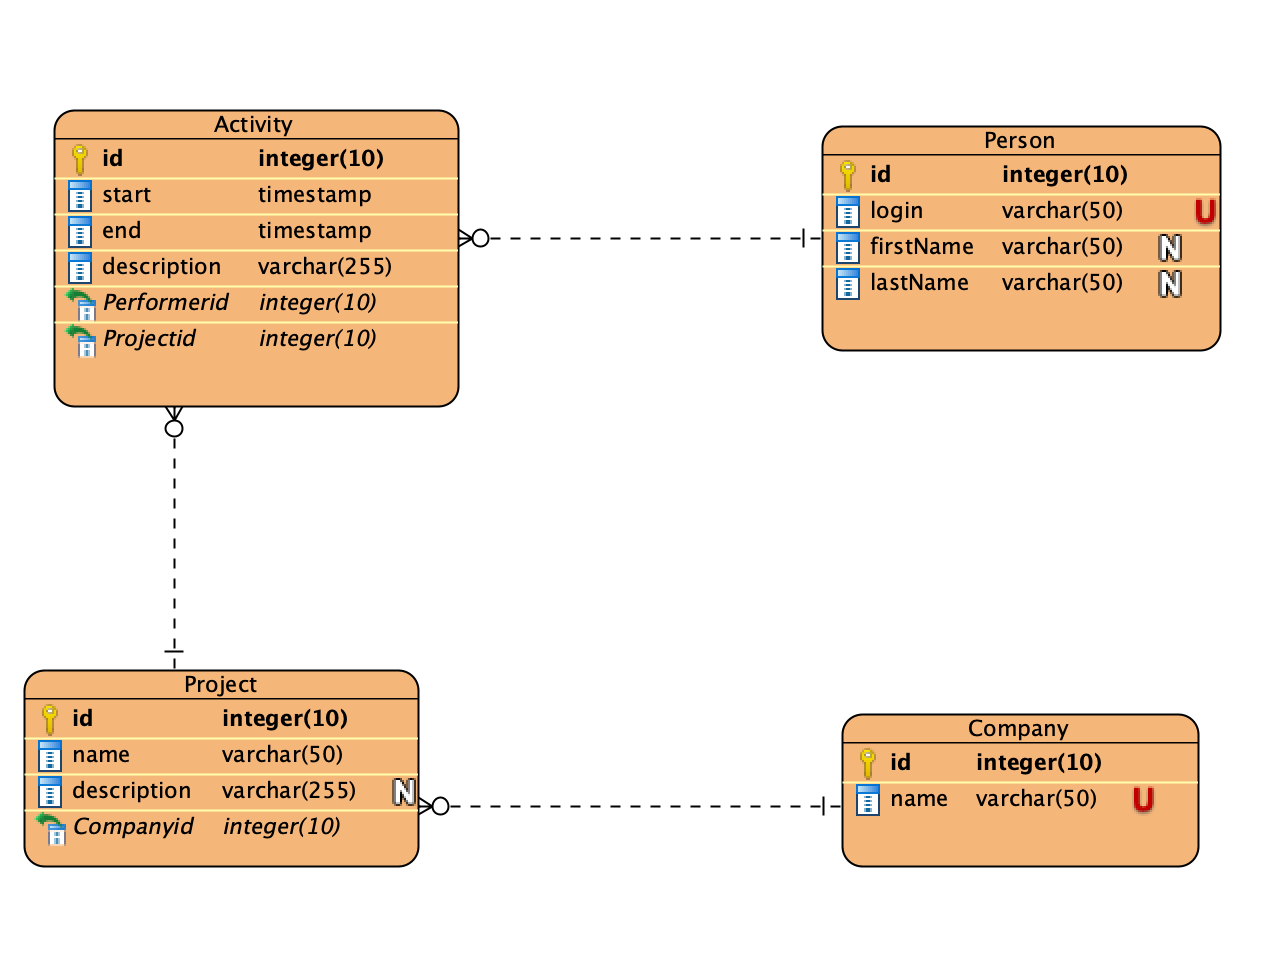 Activity
id integer(10)
start timestamp
end timestamp
description varchar(255)
Performerid integer(10)
Projectid integer(10)
Person
id integer(10)
login varchar(50) U
firstName varchar(50) N
lastName varchar(50) N
Project
id integer(10)
name varchar(50)
description varchar(255) N
Companyid integer(10)
Company
id integer(10)
name varchar(50) U